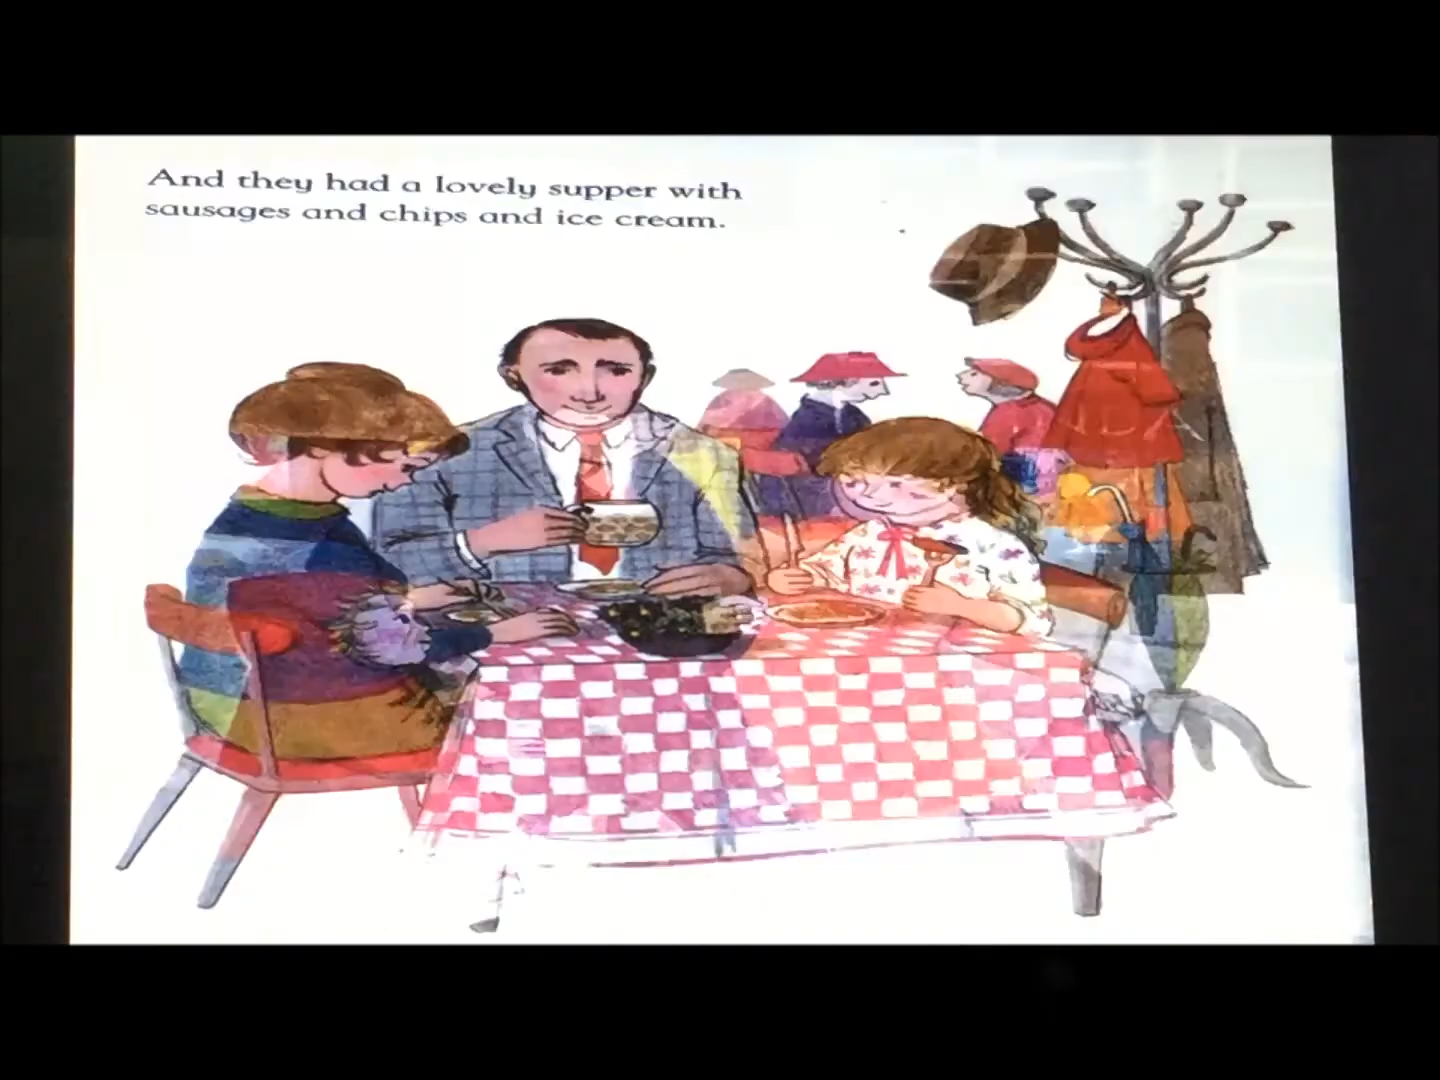 And they had a lovely supper with
sausages and chips and ice cream.